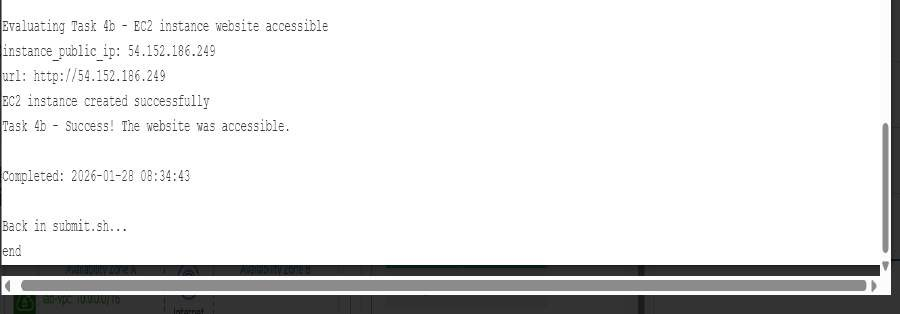 Evaluating Task 4b - EC2 instance website accessible
instance_public_ip: 54.152.186.249
url: http://54.152.186.249
EC2 instance created successfully
Task 4b - Success! The website was accessible.
Completed: 2026-01-28 08:34:43
Back in submit.sh...
end
Availability Zone A
Availability Zone B
lab-vpc 10.0.0.0/16
Internet